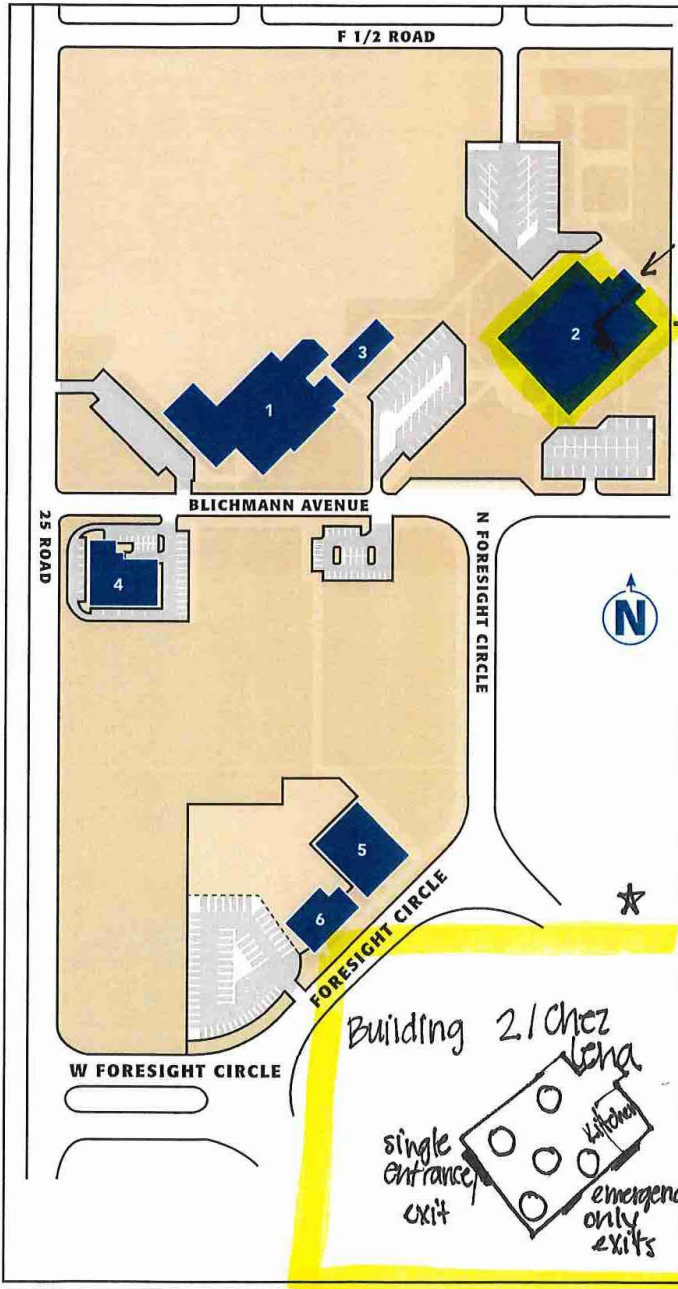 F 1/2 ROAD
2
3
1
BLICHMANN AVENUE
25 ROAD
4
N FORESIGHT CIRCLE
N
5
6
FORESIGHT CIRCLE
W FORESIGHT CIRCLE
Building 2/Chez
Lena
Kitchen
single
entrance/
exit
emergenc
only
exits